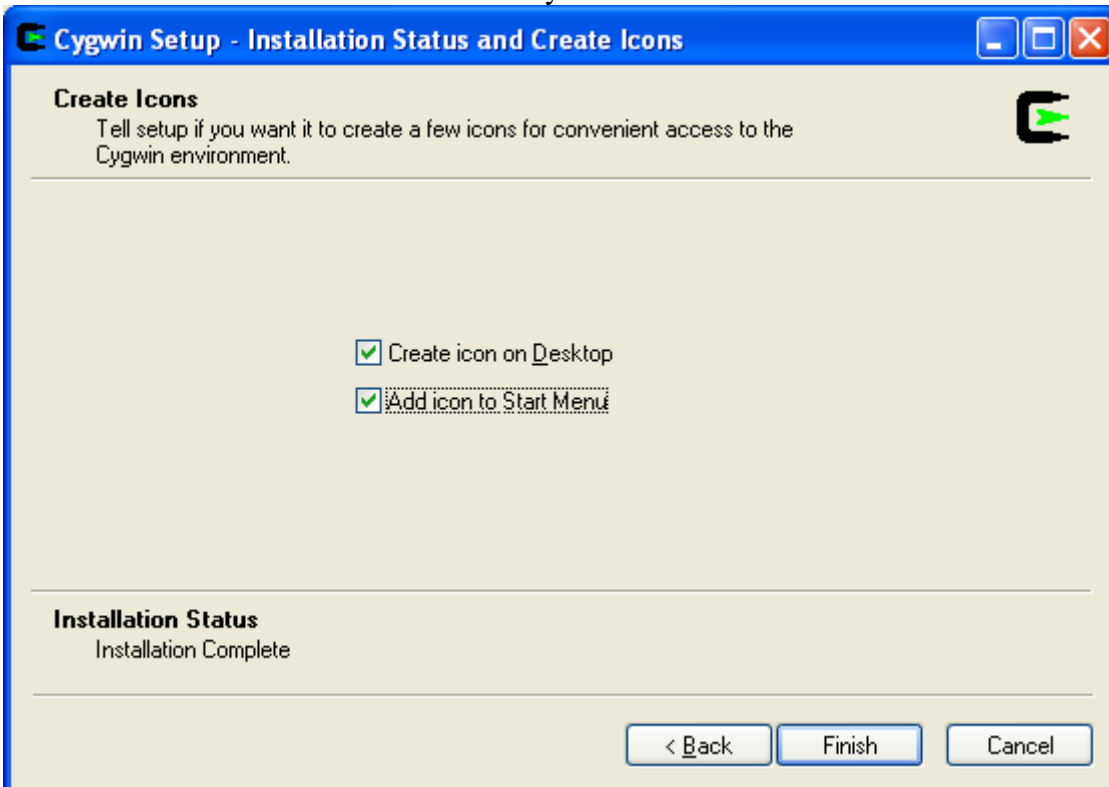 Cygwin Setup - Installation Status and Create Icons
Create Icons
Tell setup if you want it to create a few icons for convenient access to the
Cygwin environment.
Create icon on Desktop
Add icon to Start Menu
Installation Status
Installation Complete
< Back Finish Cancel